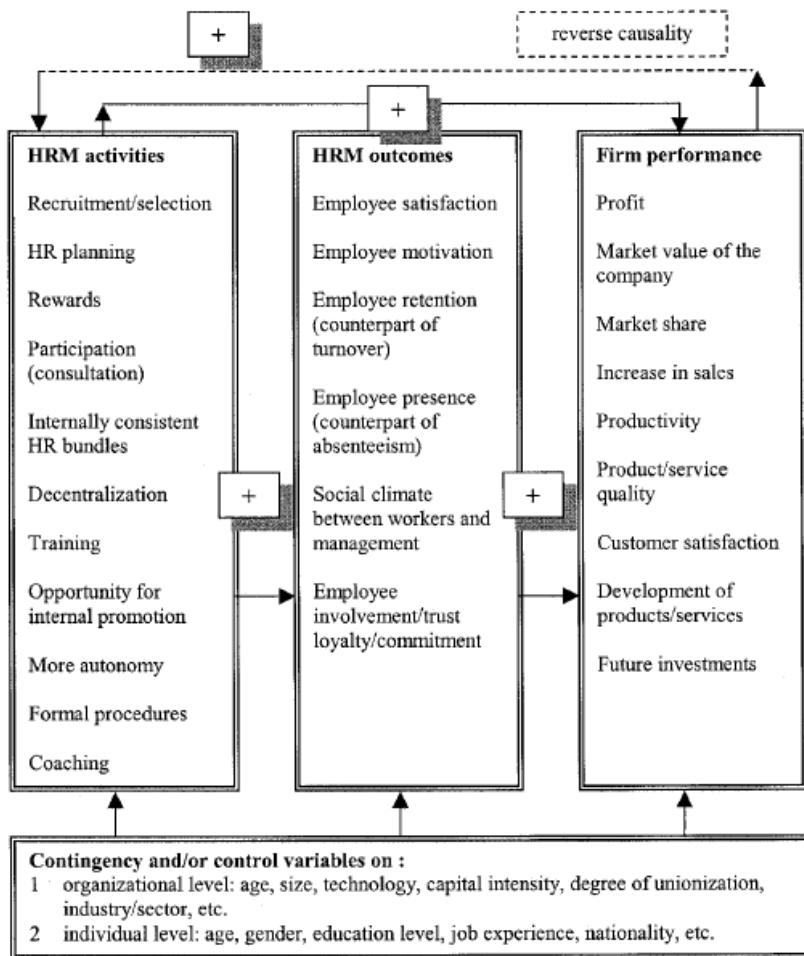 +
reverse causality
+
HRM activities
Recruitment/selection
HR planning
Rewards
Participation
(consultation)
Internally consistent
HR bundles
Decentralization
Training
Opportunity for
internal promotion
More autonomy
Formal procedures
Coaching
+
HRM outcomes
Employee satisfaction
Employee motivation
Employee retention
(counterpart of
turnover)
Employee presence
(counterpart of
absenteeism)
Social climate
between workers and
management
Employee
involvement/trust
loyalty/commitment
+
Firm performance
Profit
Market value of the
company
Market share
Increase in sales
Productivity
Product/service
quality
Customer satisfaction
Development of
products/services
Future investments
Contingency and/or control variables on :
1 organizational level: age, size, technology, capital intensity, degree of unionization,
industry/sector, etc.
2 individual level: age, gender, education level, job experience, nationality, etc.